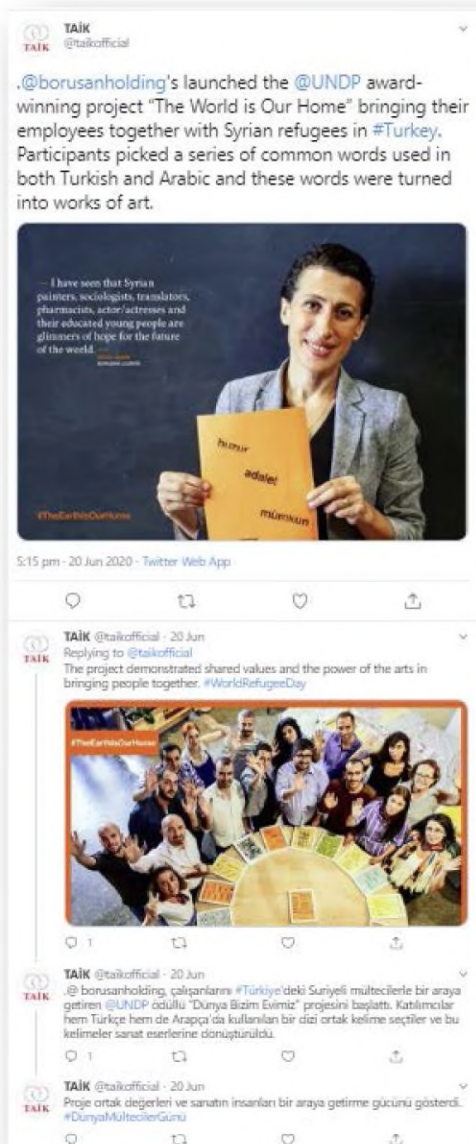 TAİK
@taikofficial
TAİK
.@borusanholding's launched the @UNDP award-
winning project "The World is Our Home" bringing their
employees together with Syrian refugees in #Turkey.
Participants picked a series of common words used in
both Turkish and Arabic and these words were turned
into works of art.
I have seen that Syrian
painters, sociologists, translators,
pharmacists, actor/actresses and
their educated young people are
glimmers of hope for the future
of the world.
huzur
adalet
mümkün
#TheEarthIsOurHome
5:15 pm · 20 Jun 2020 · Twitter Web App
TAİK @taikofficial · 20 Jun
TAİK
Replying to @taikofficial
The project demonstrated shared values and the power of the arts in
bringing people together. #WorldRefugeeDay
#TheEarthIsOurHome
1
TAİK @taikofficial · 20 Jun
TAİK
.@ borusanholding, çalışanlarını #Türkiye'deki Suriyeli mültecilerle bir araya
getiren @UNDP ödüllü "Dünya Bizim Evimiz" projesini başlattı. Katılımcılar
hem Türkçe hem de Arapça'da kullanılan bir dizi ortak kelime seçtiler ve bu
kelimeler sanat eserlerine dönüştürüldü.
1
TAİK @taikofficial · 20 Jun
TAİK
Proje ortak değerleri ve sanatın insanları bir araya getirme gücünü gösterdi.
#DünyaMültecilerGünü